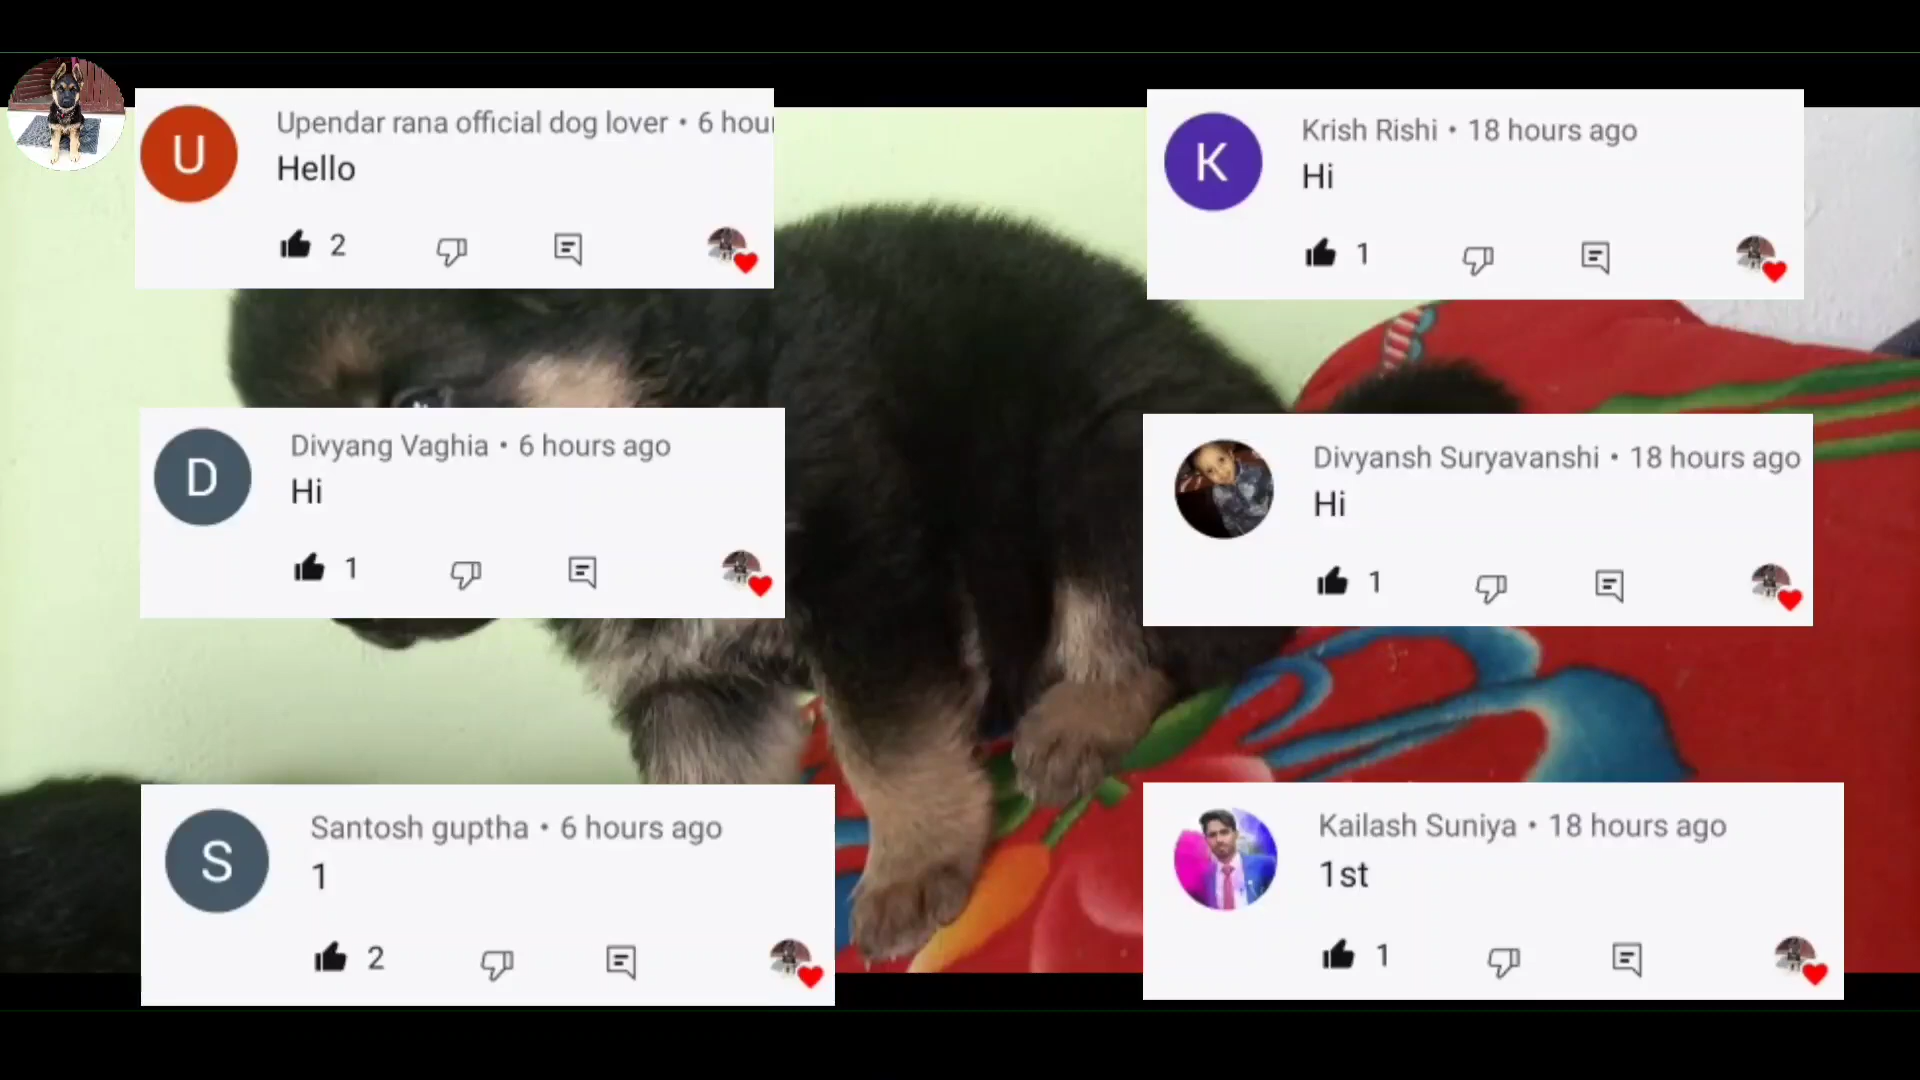 U
Upendar rana official dog lover • 6 hou
Hello
2
Divyang Vaghia • 6 hours ago
D
Hi
1
Santosh guptha • 6 hours ago
S
1
2
Krish Rishi • 18 hours ago
K
Hi
1
Divyansh Suryavanshi • 18 hours ago
Hi
1
Kailash Suniya • 18 hours ago
1st
1